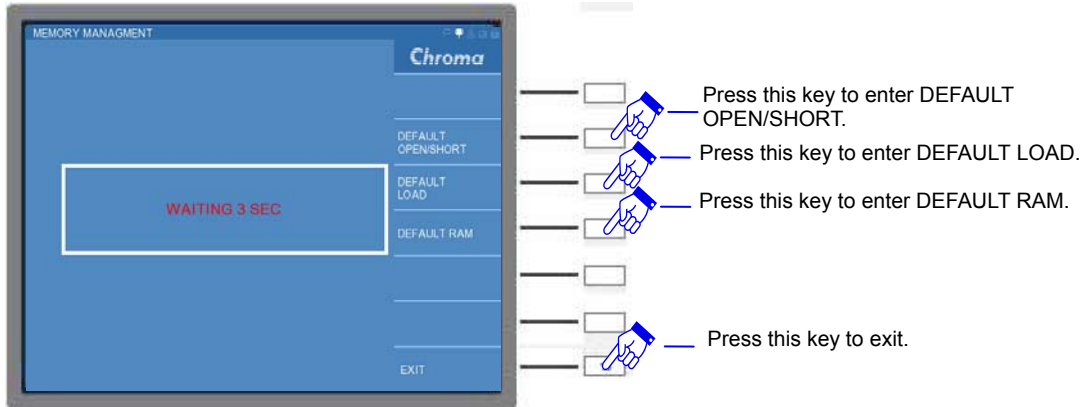 MEMORY MANAGMENT
Chroma
DEFAULT
OPEN/SHORT
DEFAULT
LOAD
WAITING 3 SEC
DEFAULT RAM
EXIT
Press this key to enter DEFAULT
OPEN/SHORT.
Press this key to enter DEFAULT LOAD.
Press this key to enter DEFAULT RAM.
Press this key to exit.